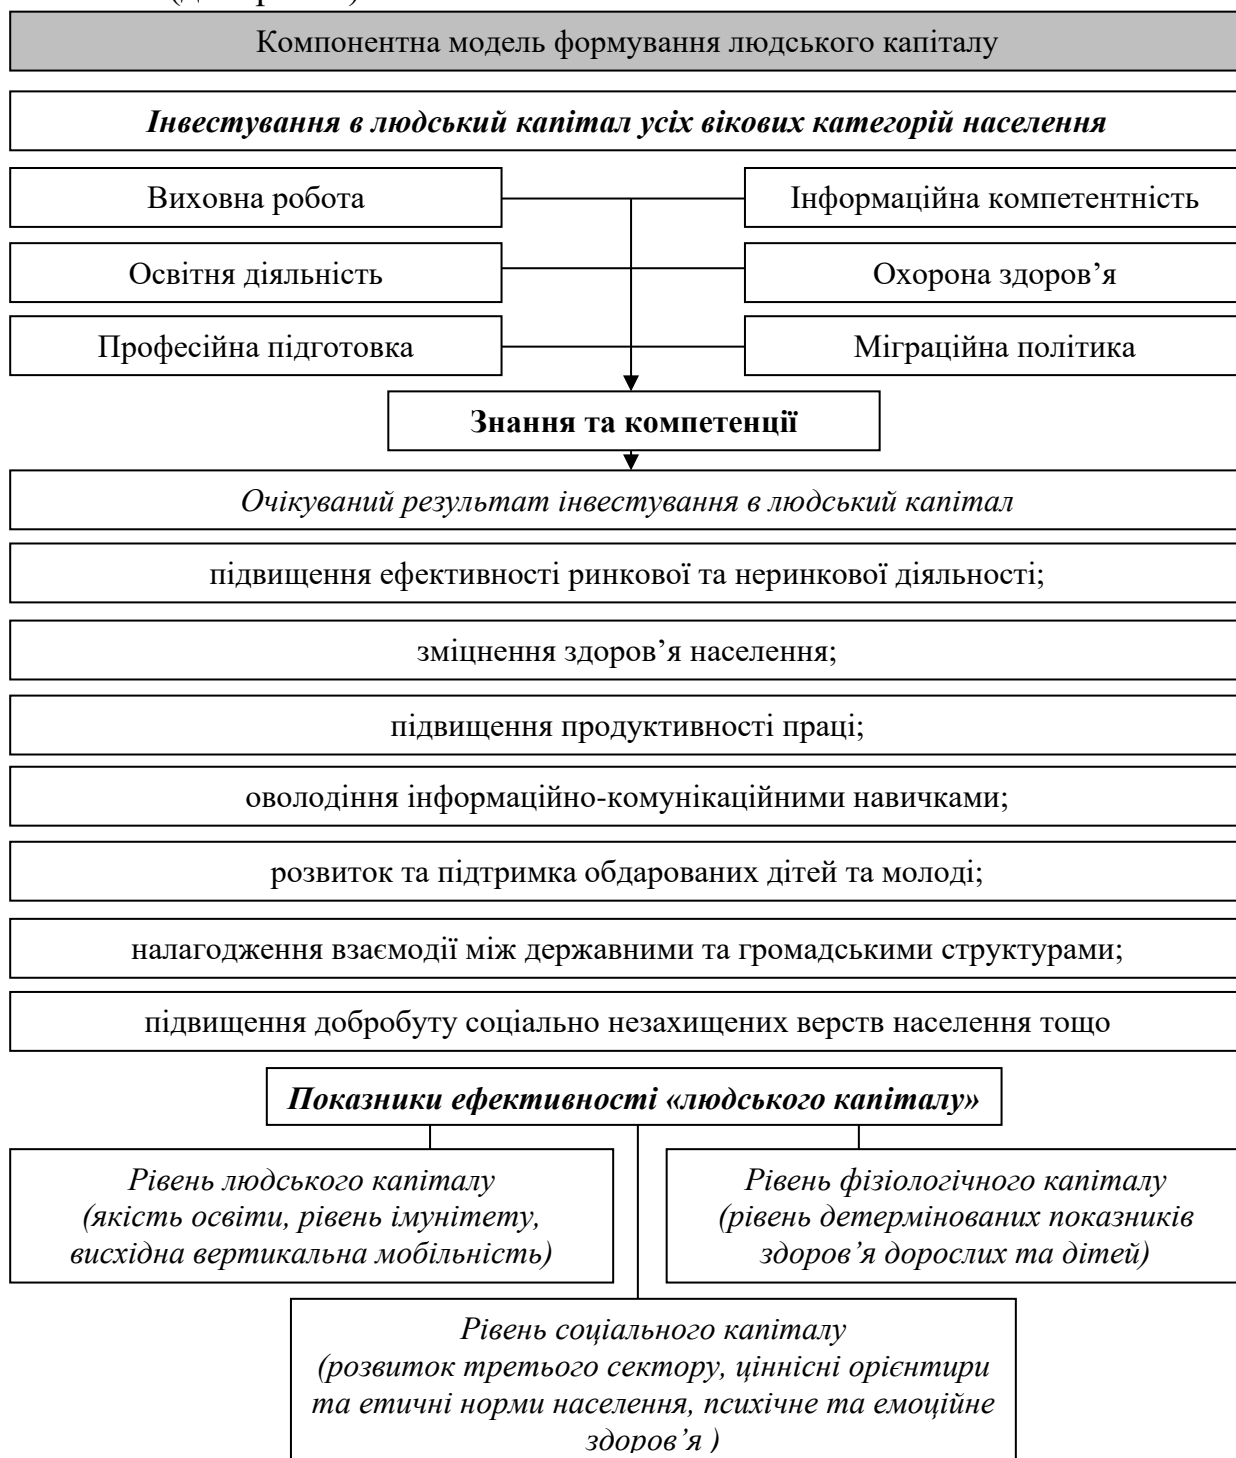 Компонентна модель формування людського капіталу
Інвестування в людський капітал усіх вікових категорій населення
Виховна робота
Інформаційна компетентність
Освітня діяльність
Охорона здоров’я
Професійна підготовка
Міграційна політика
Знання та компетенції
Очікуваний результат інвестування в людський капітал
підвищення ефективності ринкової та неринкової діяльності;
зміцнення здоров’я населення;
підвищення продуктивності праці;
оволодіння інформаційно-комунікаційними навичками;
розвиток та підтримка обдарованих дітей та молоді;
налагодження взаємодії між державними та громадськими структурами;
підвищення добробуту соціально незахищених верств населення тощо
Показники ефективності «людського капіталу»
Рівень людського капіталу
(якість освіти, рівень імунітету,
висхідна вертикальна мобільність)
Рівень фізіологічного капіталу
(рівень детермінованих показників
здоров’я дорослих та дітей)
Рівень соціального капіталу
(розвиток третього сектору, ціннісні орієнтири
та етичні норми населення, психічне та емоційне
здоров’я )